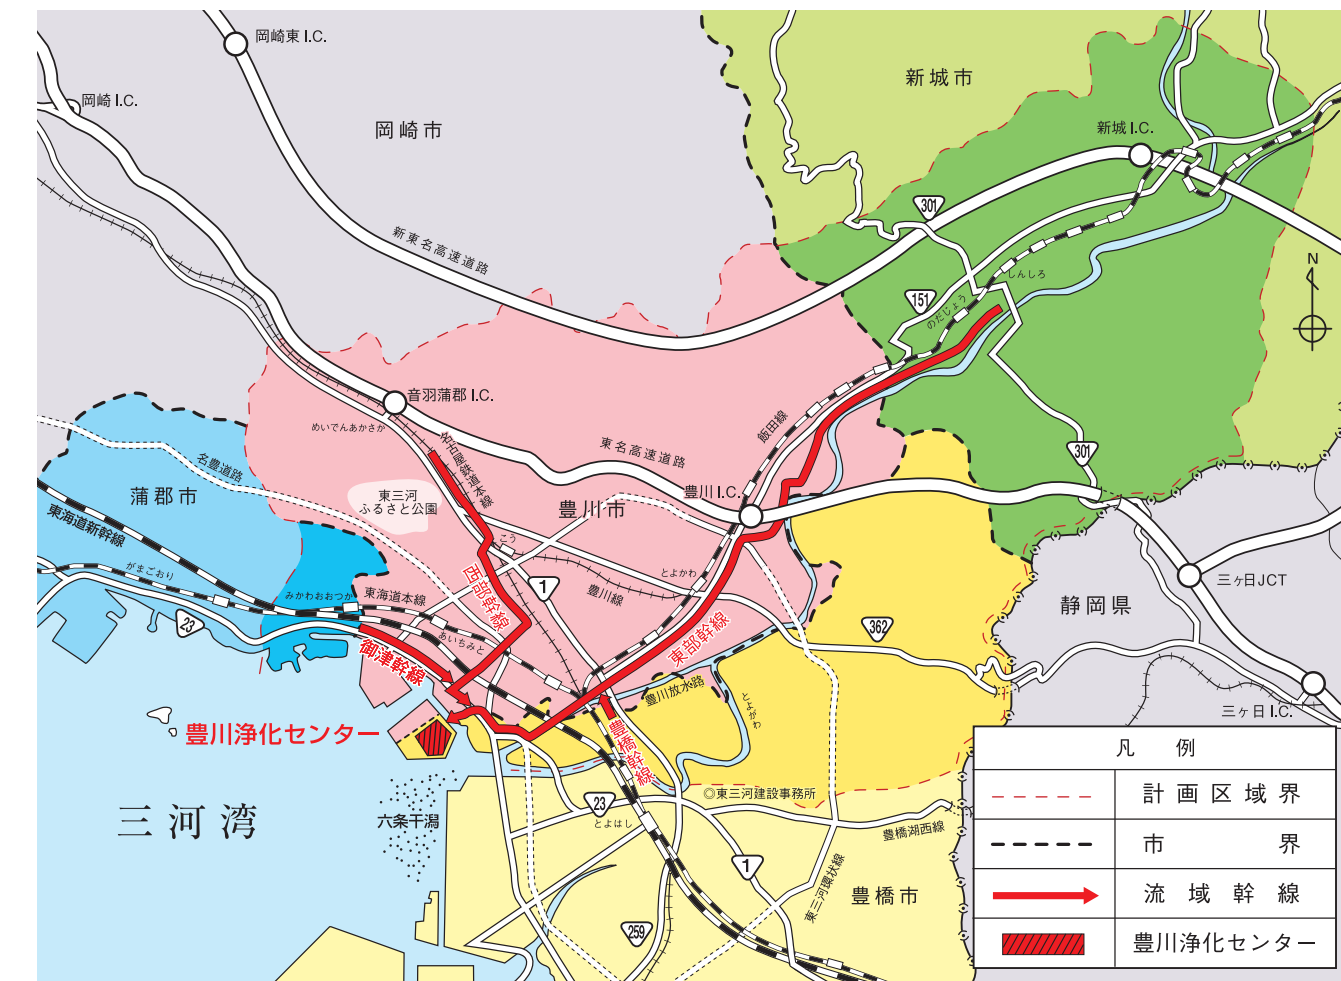 岡崎東 I.C.
岡崎 I.C.
岡崎市
新城市
新城 I.C.
301
新東名高速道路
N
しんしろ
151
のだじょう
音羽蒲郡 I.C.
めいでんあかさか
名古屋鉄道本線
東名高速道路
飯田線
301
名豊道路
蒲郡市
東三河
ふるさと公園
豊川市
豊川 I.C.
東海道新幹線
こう
がまごおり
とよかわ
西部幹線
1
豊川線
みかわおおつか
東海道本線
三ヶ日JCT
静岡県
23
あいちみと
362
東部幹線
御津幹線
豊川放水路
とよがわ
三ヶ日 I.C.
豊川浄化センター
豊橋幹線
凡例
計画区域界
市界
流域幹線
豊川浄化センター
三河湾
六条干潟
23
とよはし
◎東三河建設事務所
豊橋湖西線
1
東三河環状線
豊橋市
259